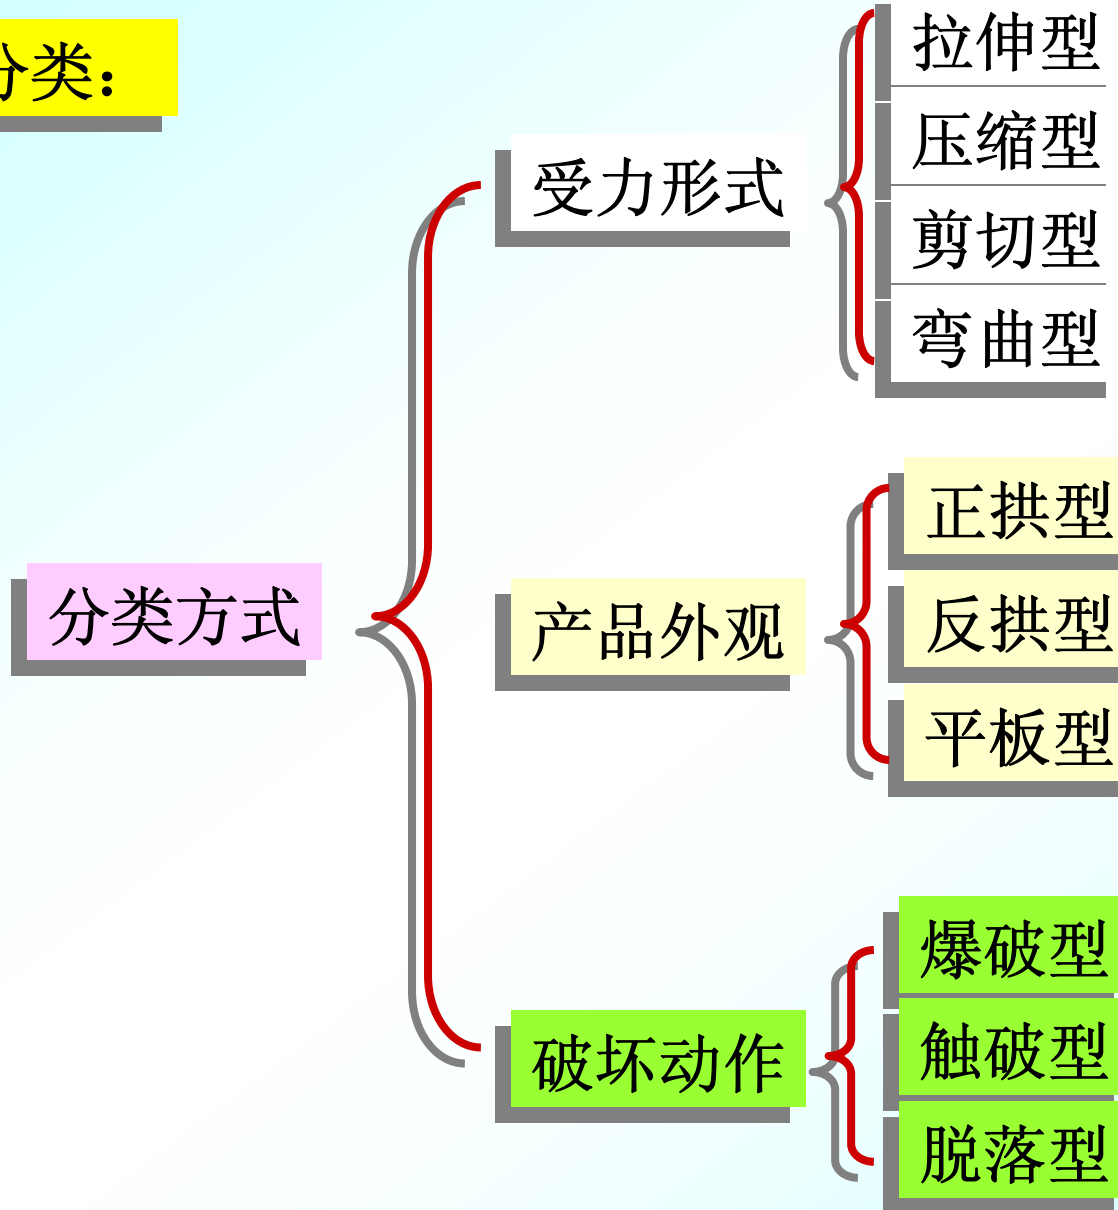 分类：
分类方式
受力形式
拉伸型
压缩型
剪切型
弯曲型
产品外观
正拱型
反拱型
平板型
破坏动作
爆破型
触破型
脱落型